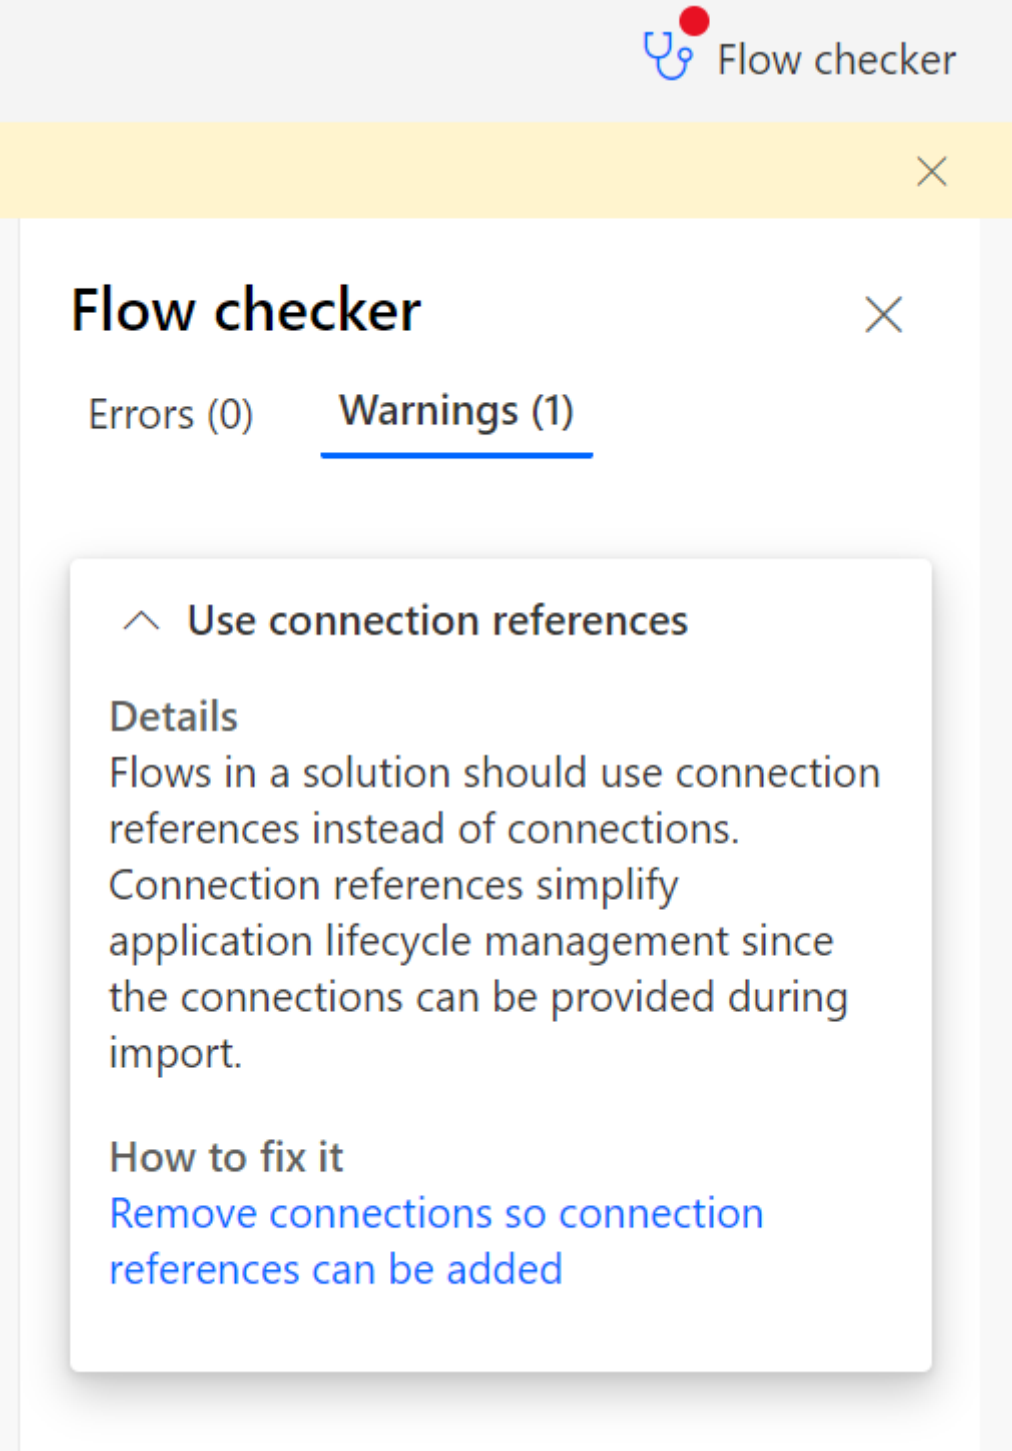 Flow checker
Flow checker
Errors (0)
Warnings (1)
Use connection references
Details
Flows in a solution should use connection
references instead of connections.
Connection references simplify
application lifecycle management since
the connections can be provided during
import.
How to fix it
Remove connections so connection
references can be added